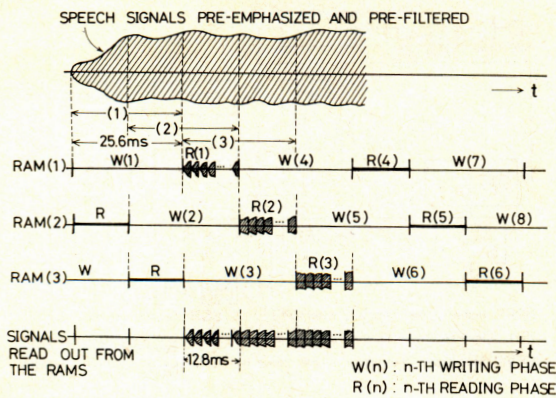 SPEECH SIGNALS PRE-EMPHASIZED AND PRE-FILTERED
t
(1)
(2)
25.6ms
(3)
RAM(1) W(1) R(1) W(4) R(4) W(7)
RAM(2) R W(2) R(2) W(5) R(5) W(8)
RAM(3) W R W(3) R(3) W(6) R(6)
SIGNALS
READ OUT FROM
THE RAMS
12.8ms
t
W(n) : n-TH WRITING PHASE
R(n) : n-TH READING PHASE